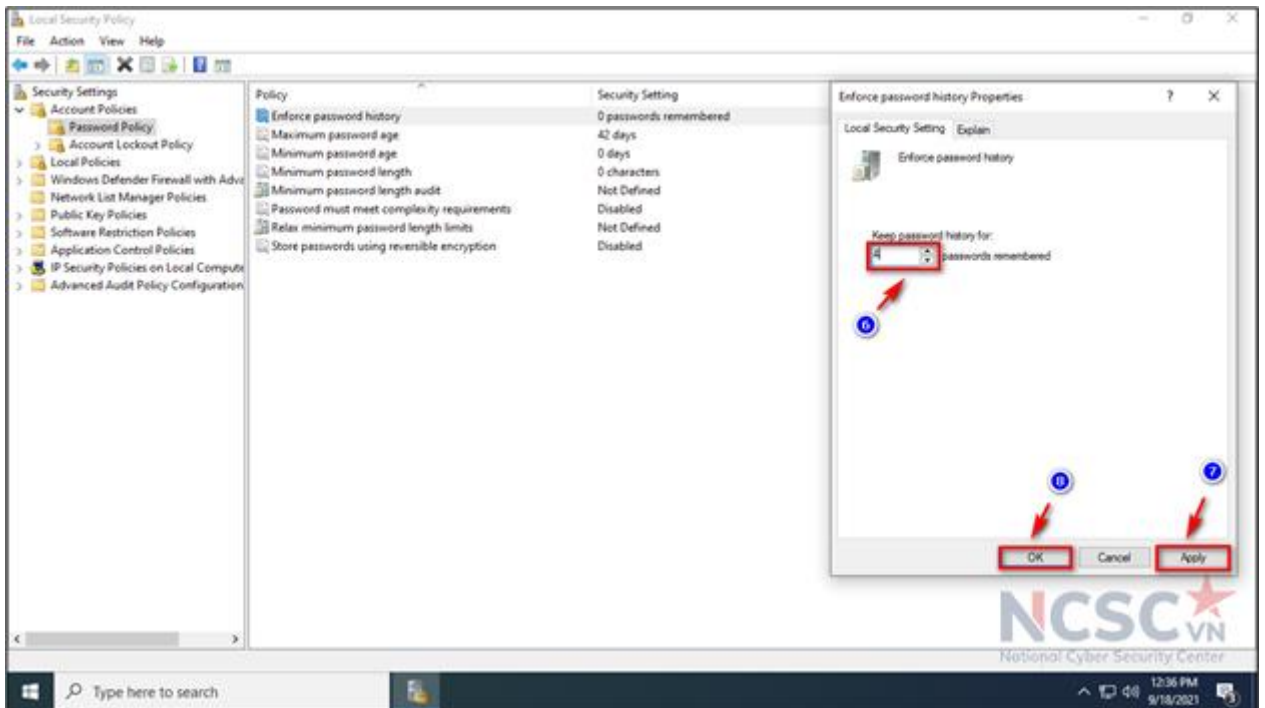 Local Security Policy
File Action View Help
Security Settings
Account Policies
Password Policy
Account Lockout Policy
Local Policies
Windows Defender Firewall with Adva
Network List Manager Policies
Public Key Policies
Software Restriction Policies
Application Control Policies
IP Security Policies on Local Compute
Advanced Audit Policy Configuration
Policy Security Setting
Enforce password history 0 passwords remembered
Maximum password age 42 days
Minimum password age 0 days
Minimum password length 0 characters
Minimum password length audit Not Defined
Password must meet complexity requirements Disabled
Relax minimum password length limits Not Defined
Store passwords using reversible encryption Disabled
Enforce password history Properties ? X
Local Security Setting Explain
Enforce password history
Keep password history for:
4 passwords remembered
6
7
8
OK Cancel Apply
NCSC VN
National Cyber Security Center
Type here to search
12:36 PM
9/18/2021
3